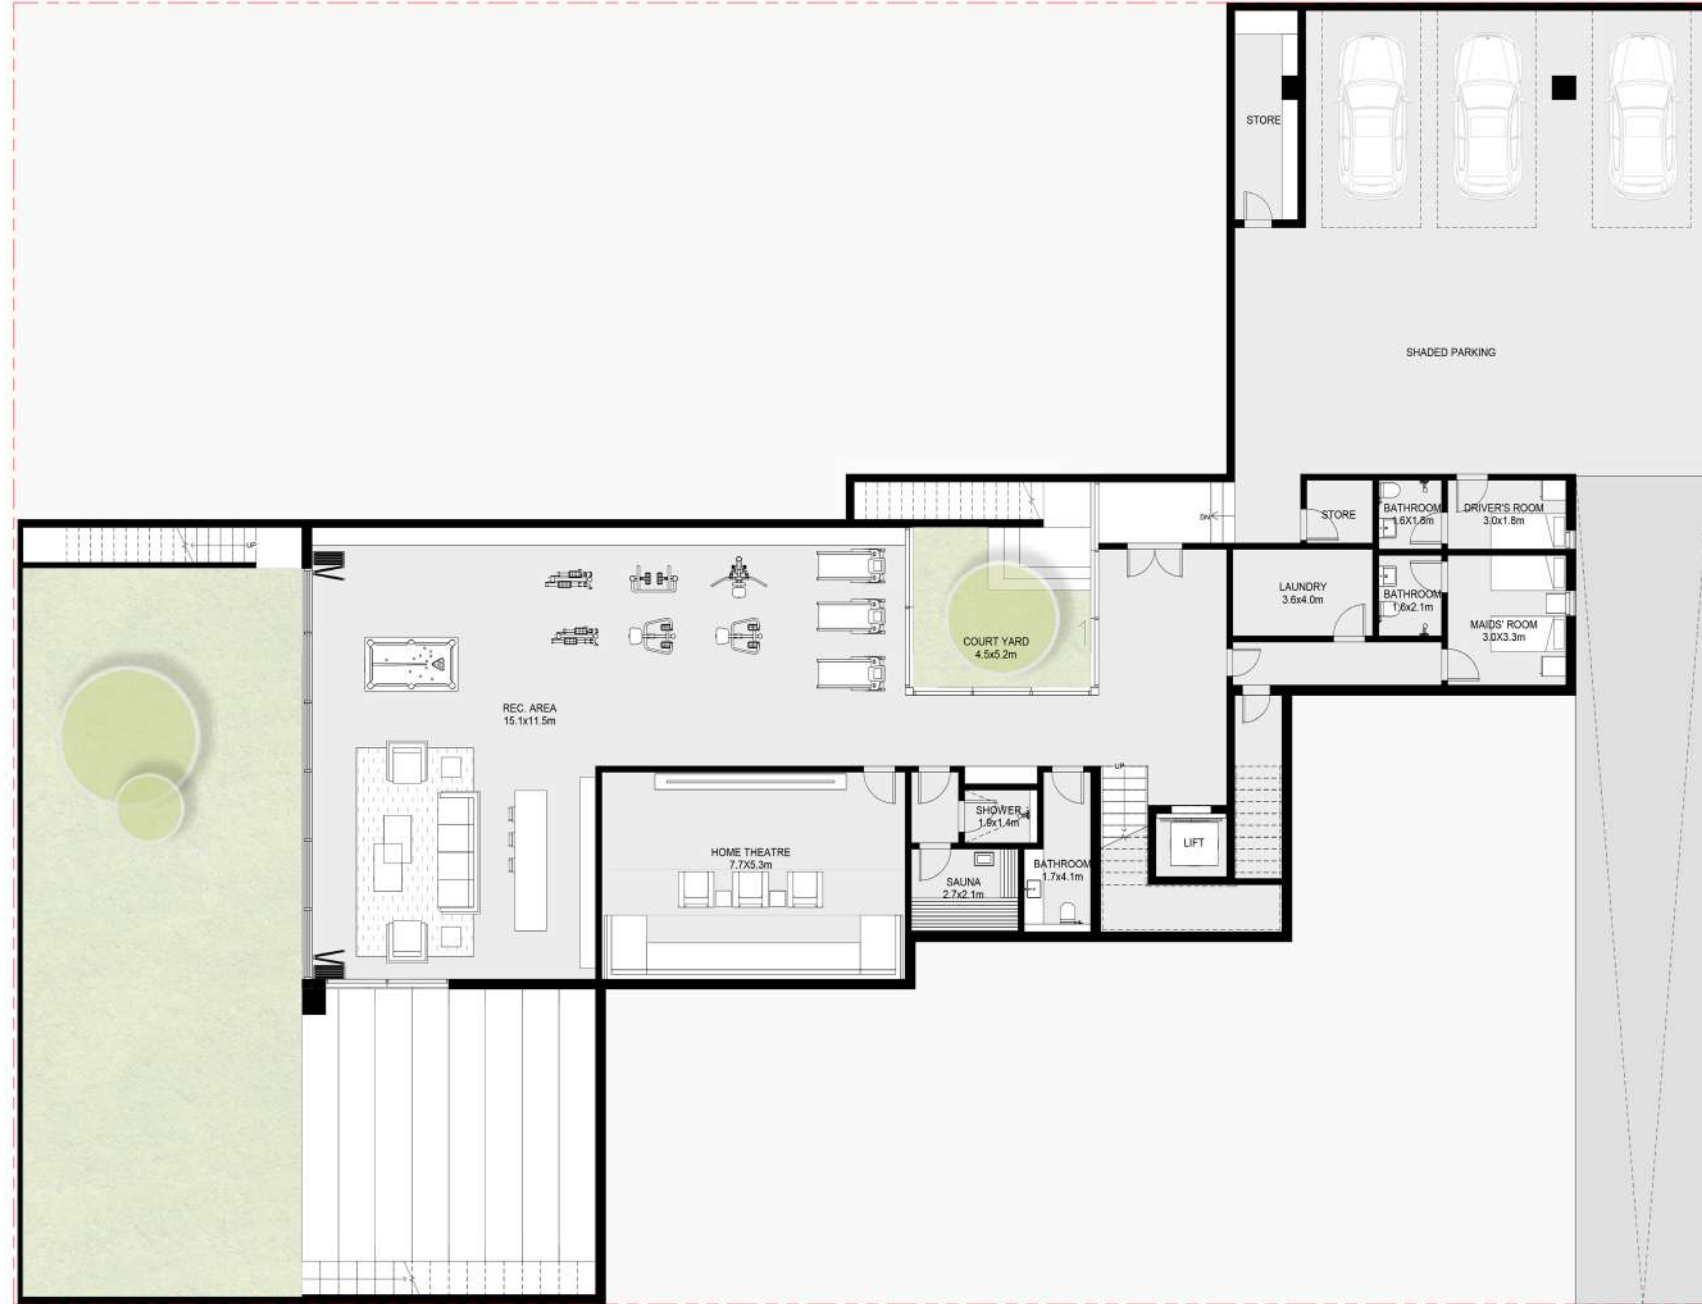 STORE
SHADED PARKING
STORE
BATHROOM
1.6X1.8m
DRIVER'S ROOM
3.0x1.8m
DN
UP
LAUNDRY
3.6x4.0m
BATHROOM
1.6x2.1m
MAIDS' ROOM
3.0X3.3m
COURT YARD
4.5x5.2m
REC. AREA
15.1x11.5m
UP
SHOWER
1.9x1.4m
LIFT
HOME THEATRE
7.7X5.3m
BATHROOM
1.7x4.1m
SAUNA
2.7x2.1m